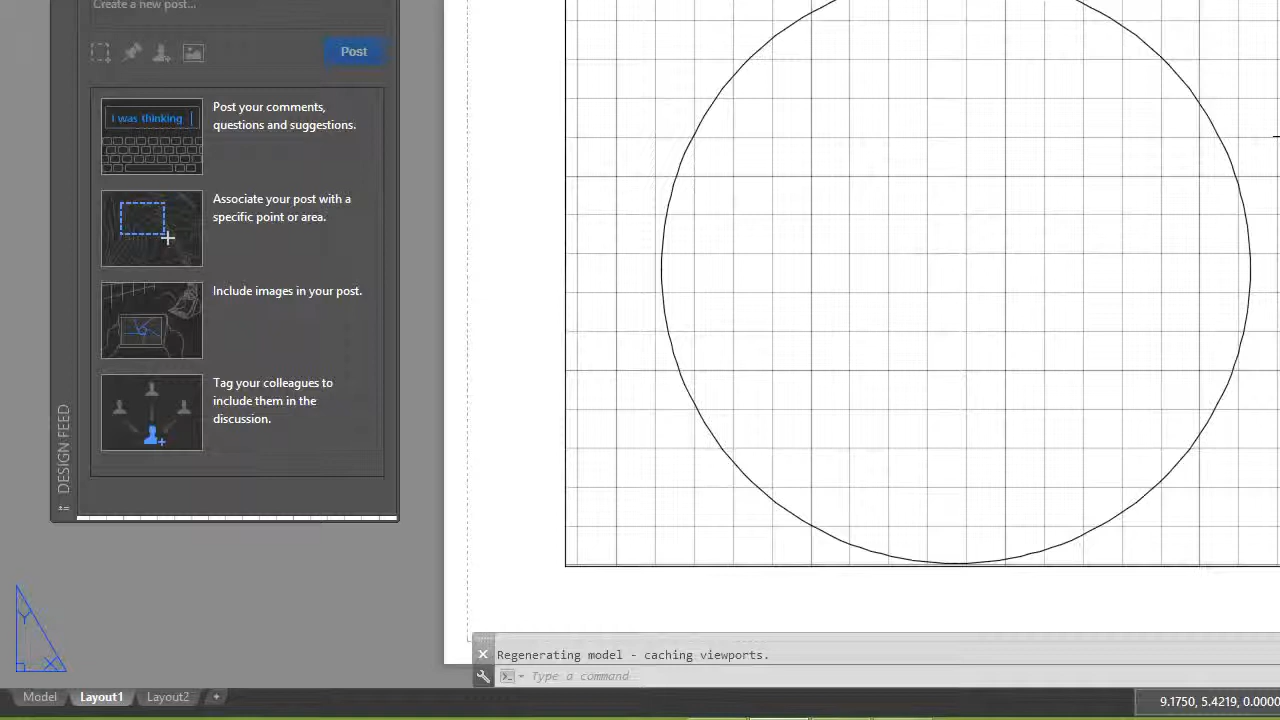 Create a new post...
Post
I was thinking
Post your comments,
questions and suggestions.
Associate your post with a
specific point or area.
Include images in your post.
Tag your colleagues to
include them in the
discussion.
DESIGN FEED
Y
X
Regenerating model - caching viewports.
Type a command
Model
Layout1
Layout2
+
9.1750, 5.4219, 0.0000